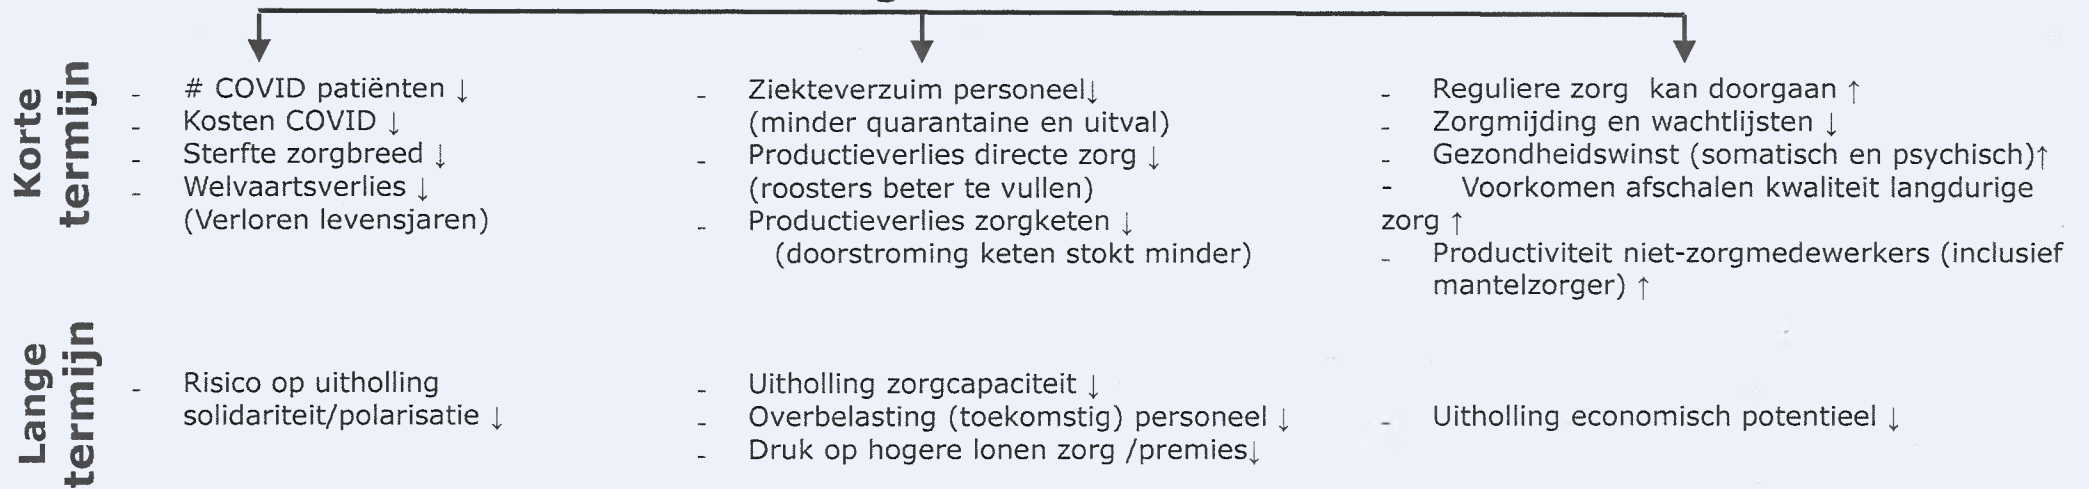 Korte termijn
- # COVID patiënten ↓
- Kosten COVID ↓
- Sterfte zorgbreed ↓
- Welvaartsverlies ↓
(Verloren levensjaren)
- Ziekteverzuim personeel↓
(minder quarantaine en uitval)
- Productieverlies directe zorg ↓
(roosters beter te vullen)
- Productieverlies zorgketen ↓
(doorstroming keten stokt minder)
- Reguliere zorg kan doorgaan ↑
- Zorgmijding en wachtlijsten ↓
- Gezondheidswinst (somatisch en psychisch)↑
- Voorkomen afschalen kwaliteit langdurige
zorg ↑
- Productiviteit niet-zorgmedewerkers (inclusief
mantelzorger) ↑
Lange termijn
- Risico op uitholling
solidariteit/polarisatie ↓
- Uitholling zorgcapaciteit ↓
- Overbelasting (toekomstig) personeel ↓
- Druk op hogere lonen zorg /premies↓
- Uitholling economisch potentieel ↓